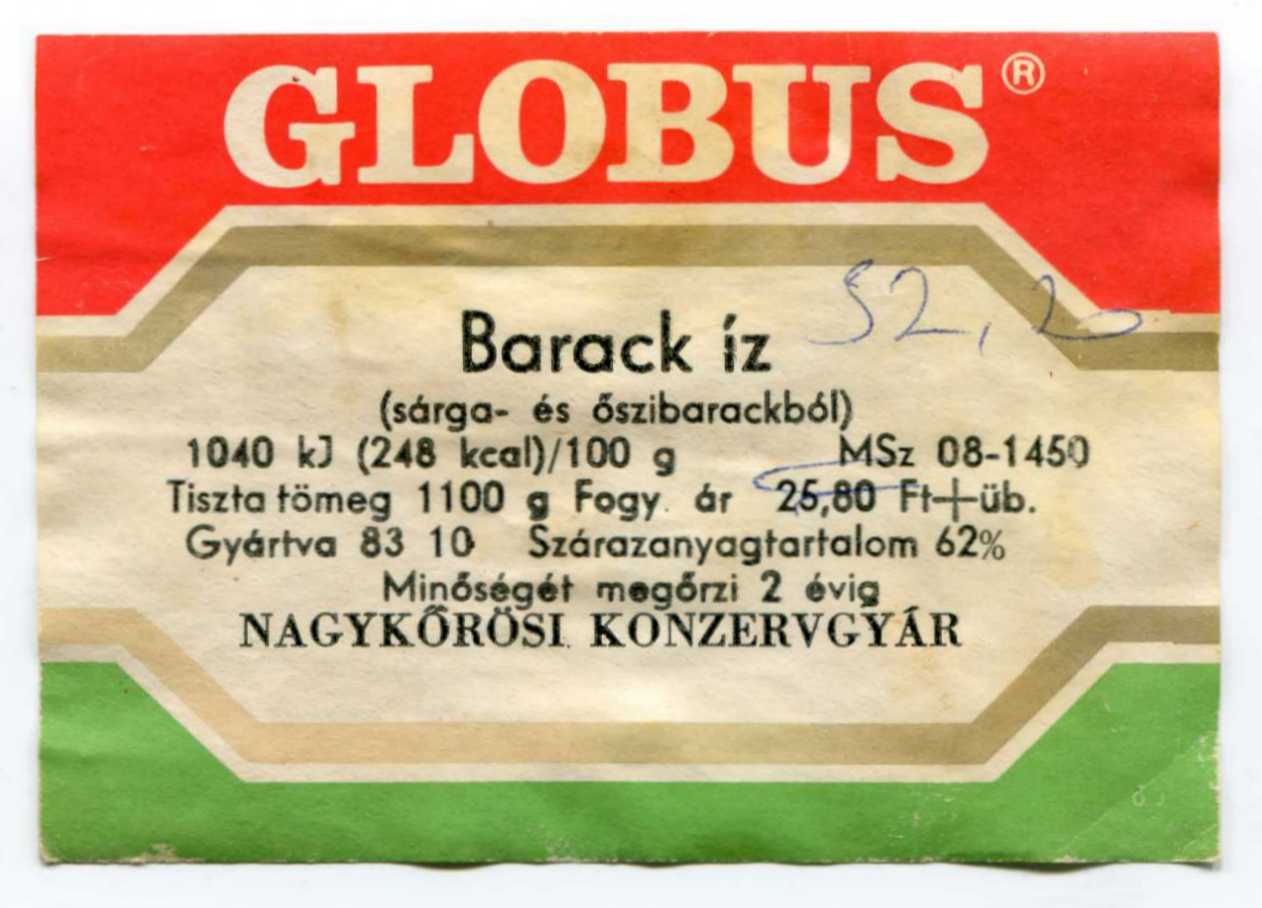 GLOBUS®
52,20
Barack íz
(sárga- és őszibarackból)
1040 kJ (248 kcal)/100 g MSz 08-1450
Tiszta tömeg 1100 g Fogy. ár 25,80 Ft+üb.
Gyártva 83 10 Szárazanyagtartalom 62%
Minőségét megőrzi 2 évig
NAGYKŐRÖSI KONZERVGYÁR